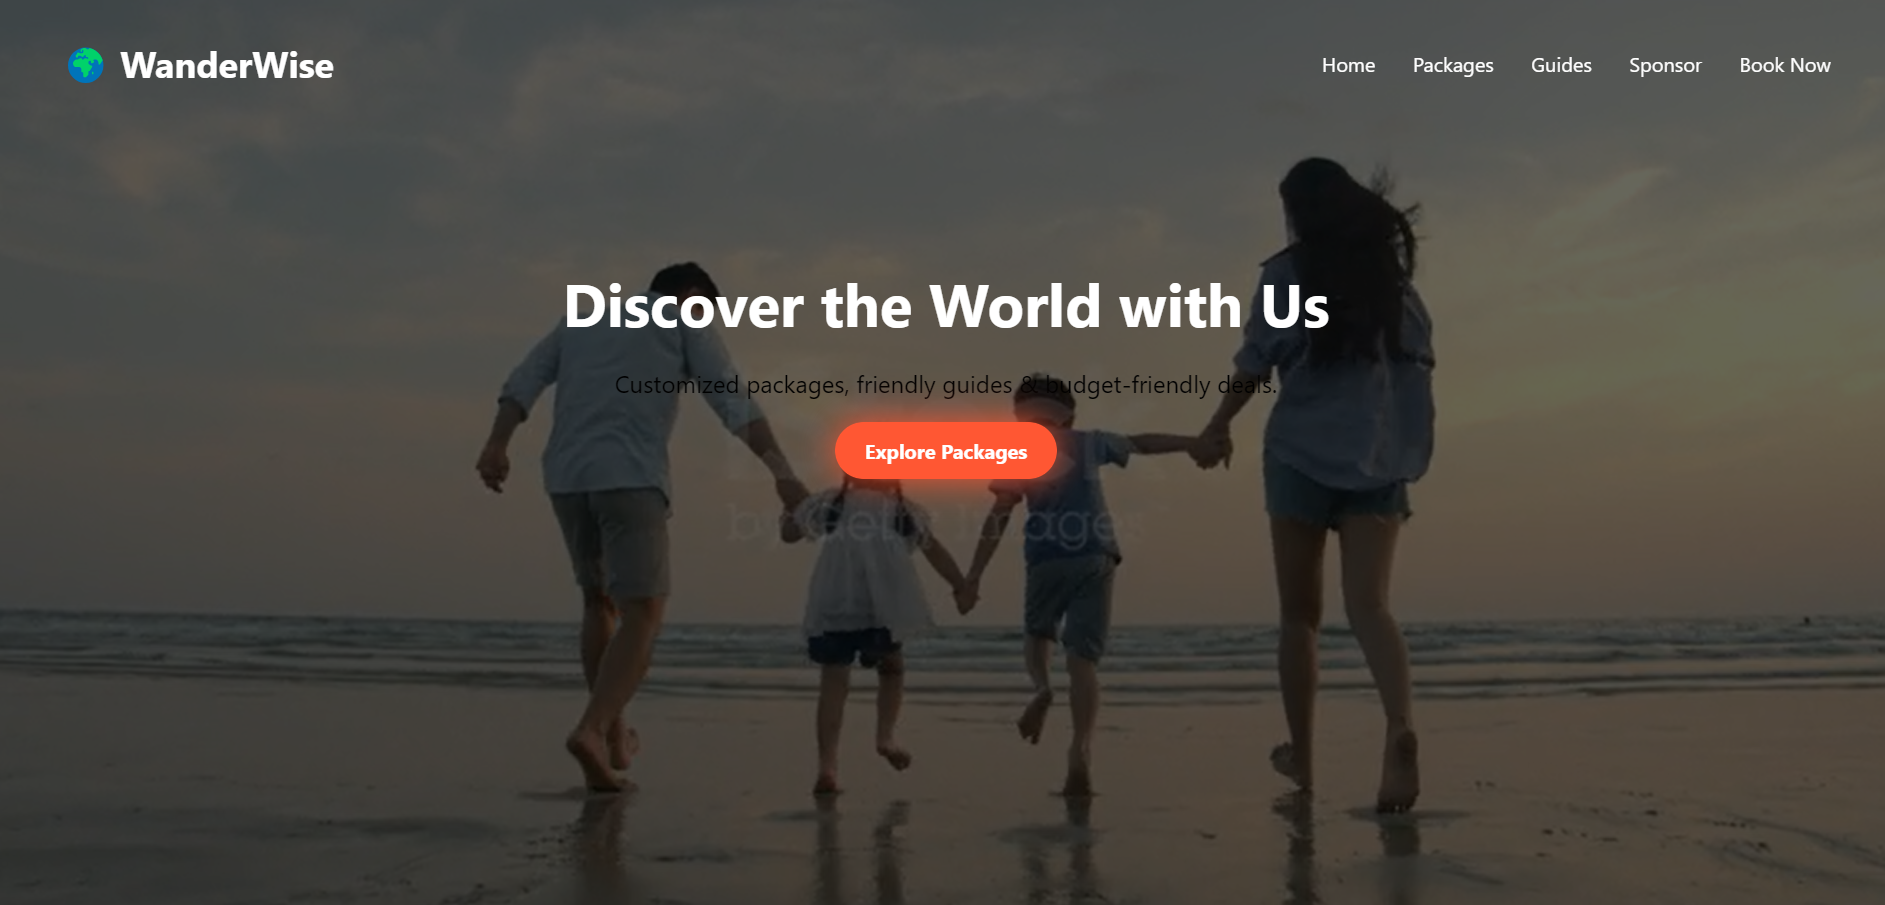 WanderWise
Home Packages Guides Sponsor Book Now
Discover the World with Us
Customized packages, friendly guides & budget-friendly deals.
Explore Packages
by Getty Images